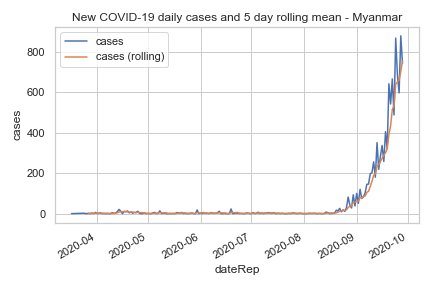 New COVID-19 daily cases and 5 day rolling mean - Myanmar
cases
cases (rolling)
800
600
400
200
0
cases
2020-04
2020-05
2020-06
2020-07
2020-08
2020-09
2020-10
dateRep